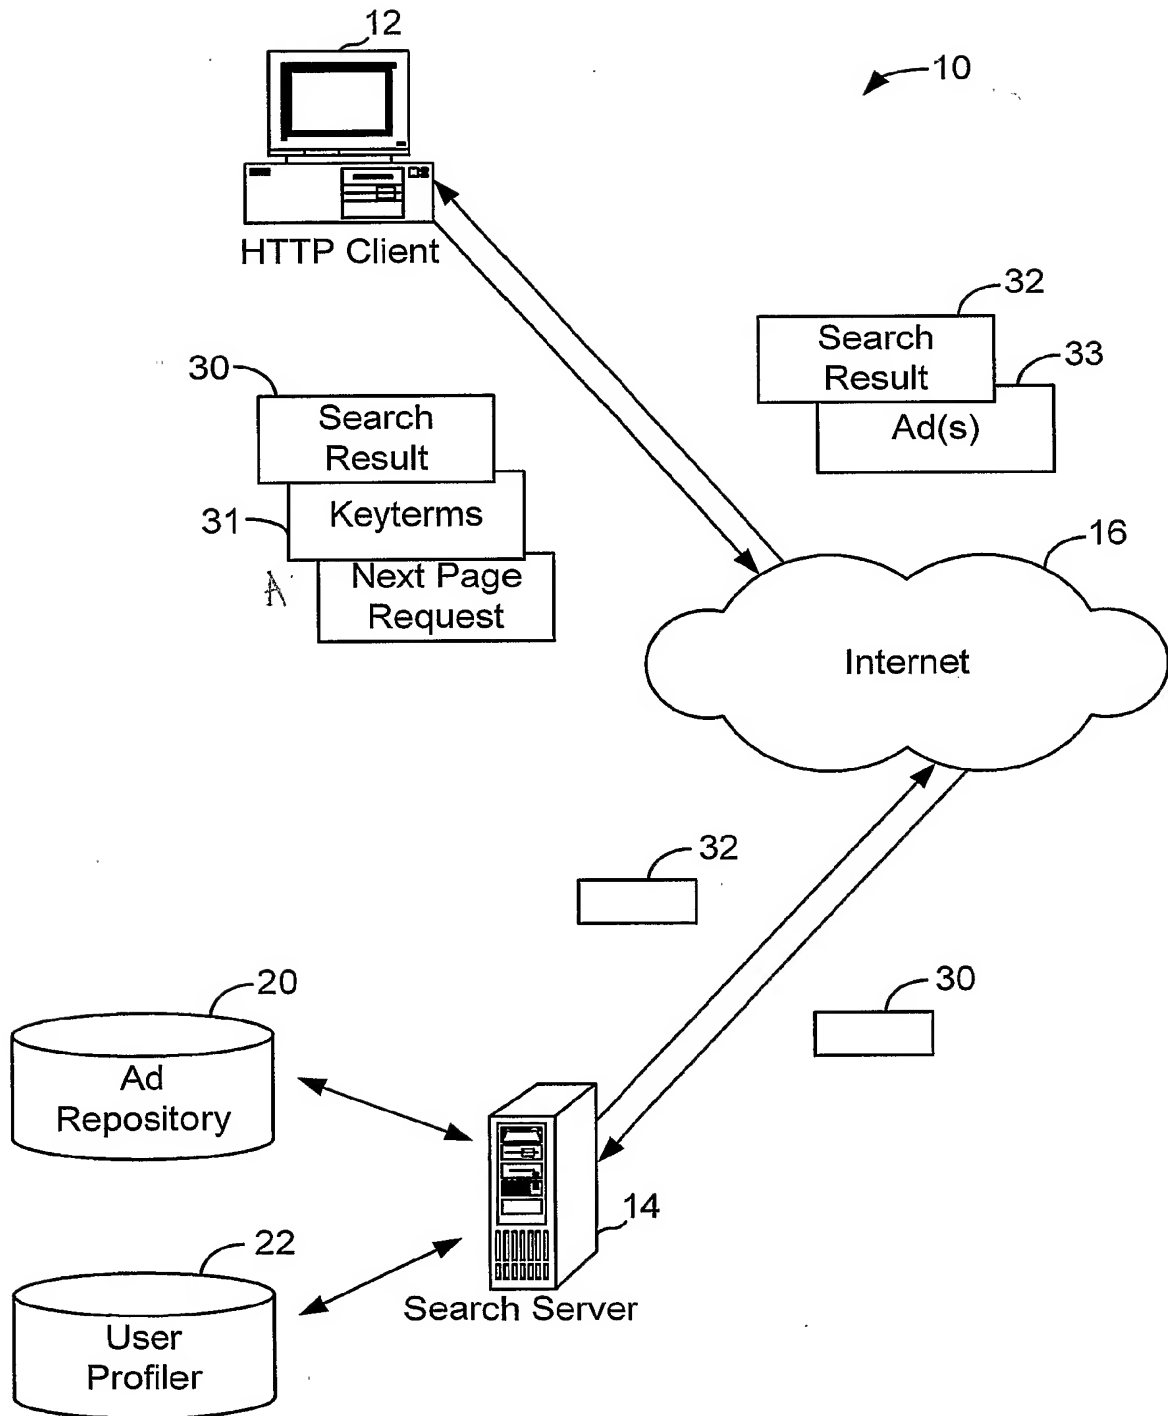 12
10
HTTP Client
32
Search
Result
33
Ad(s)
30
Search
Result
31
Keyterms
Next Page
Request
A
16
Internet
32
30
20
Ad
Repository
14
Search Server
22
User
Profiler